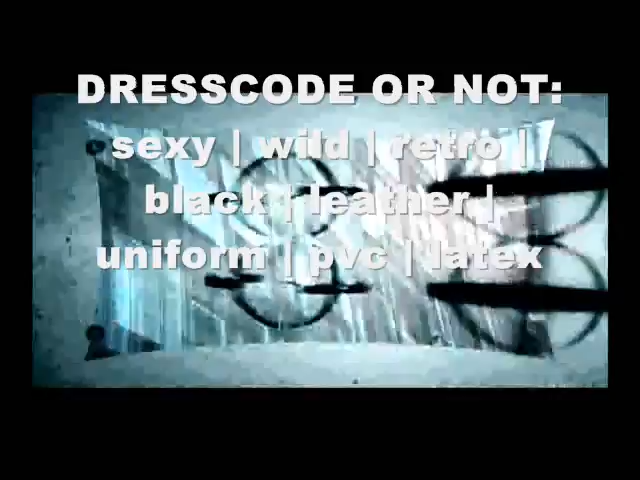 DRESSCODE OR NOT:
sexy | wild | retro |
black | leather |
uniform | pvc | latex